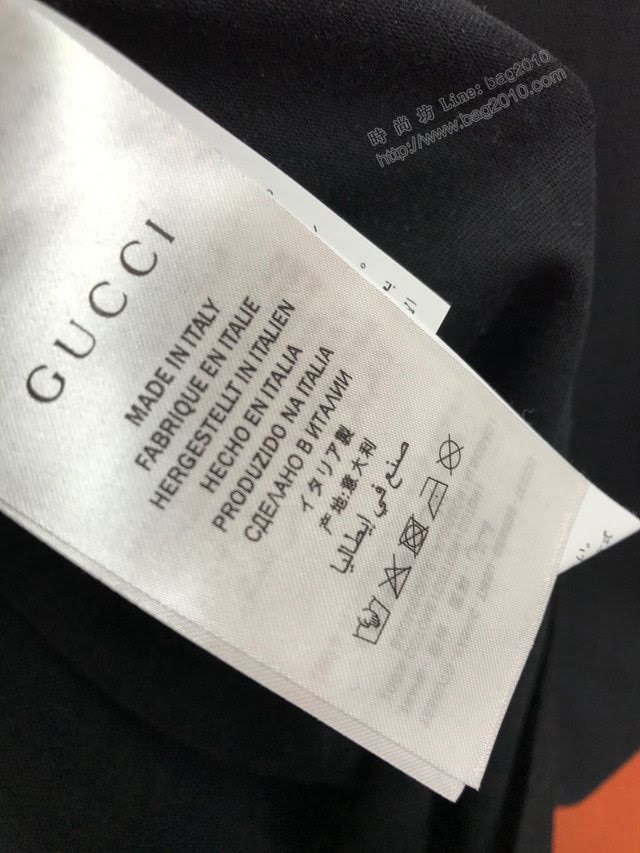 時尚坊 Line: bag2010
http://www.bag2010.com
GUCCI
MADE IN ITALY
FABRIQUE EN ITALIE
HERGESTELLT IN ITALIEN
HECHO EN ITALIA
PRODUZIDO NA ITALIA
СДЕЛАНО В ИТАЛИИ
イタリア製
产地:意大利
صنع في إيطاليا